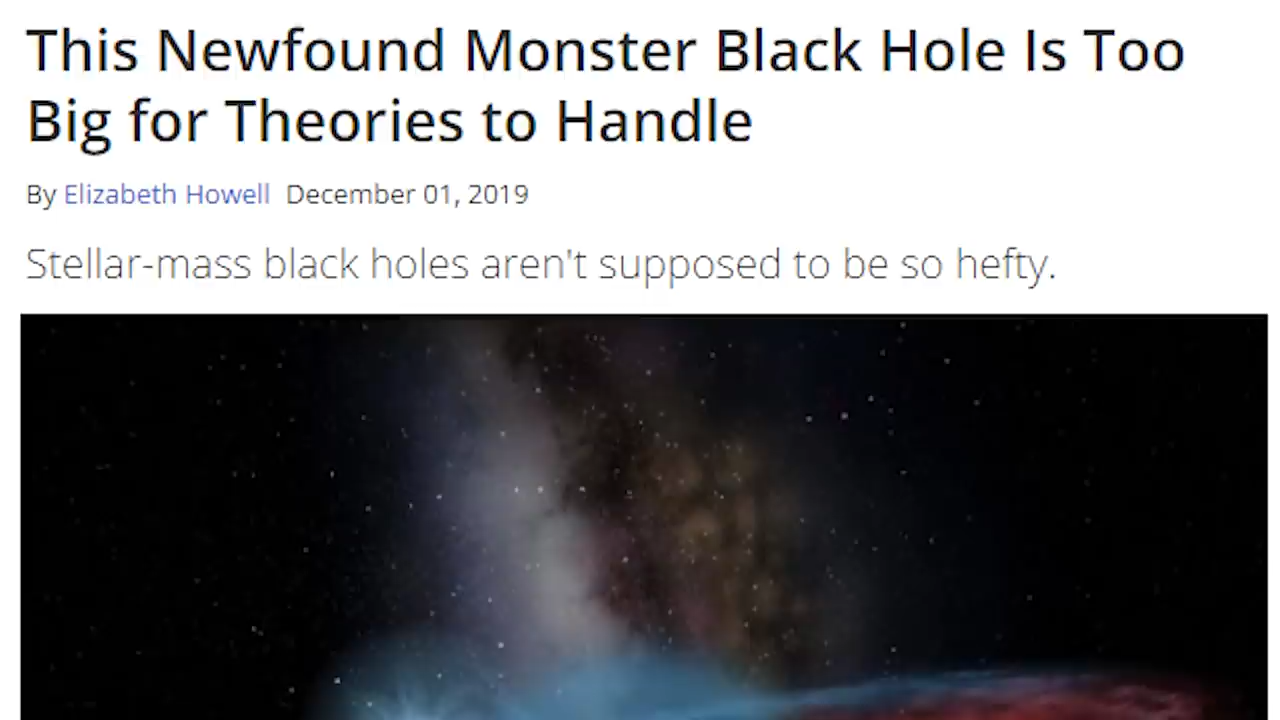 This Newfound Monster Black Hole Is Too
Big for Theories to Handle
By Elizabeth Howell December 01, 2019
Stellar-mass black holes aren't supposed to be so hefty.